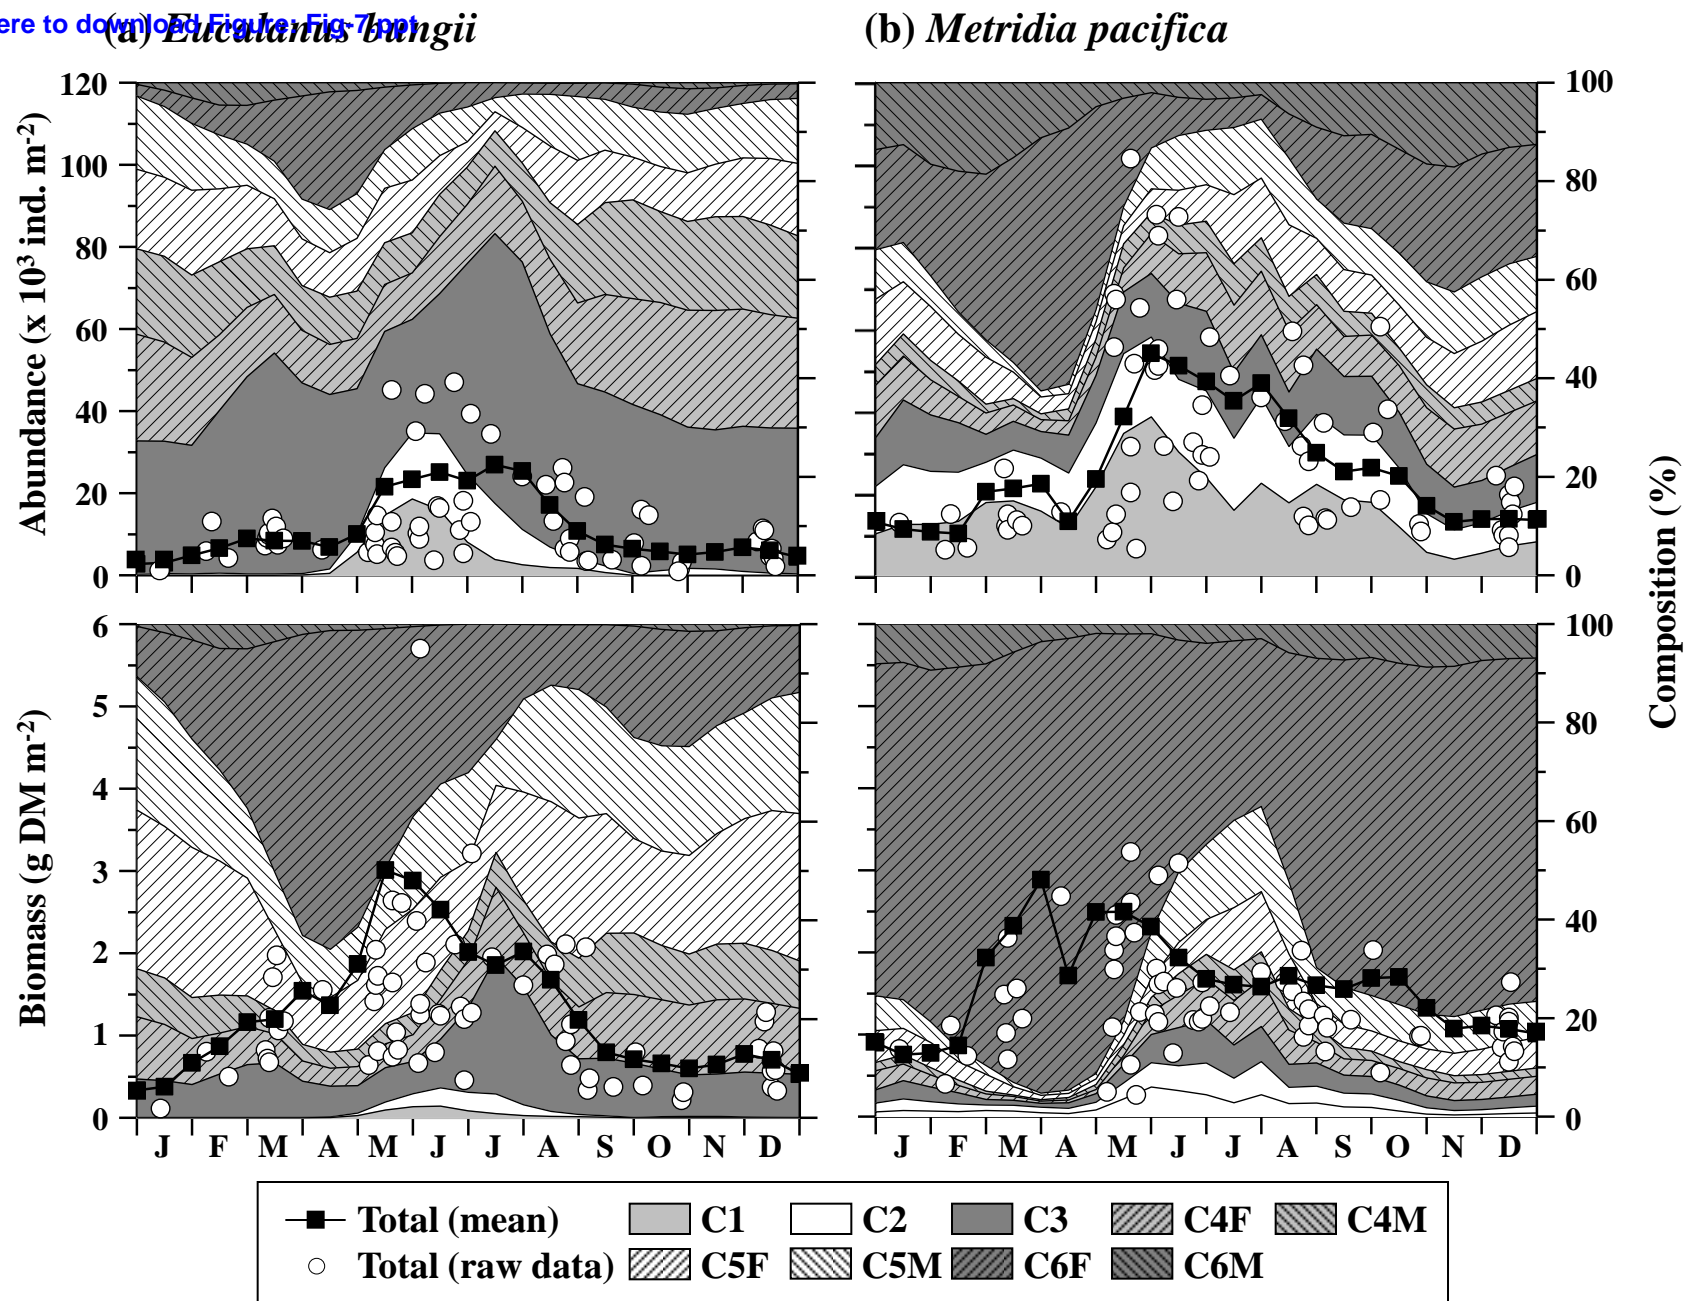 ere to download Figure: Fig-7.ppt
(a) Eucalanus bungii
(b) Metridia pacifica
Abundance (x 10³ ind. m⁻²)
120
100
80
60
40
20
0
100
80
60
40
20
0
Composition (%)
Biomass (g DM m⁻²)
6
5
4
3
2
1
0
100
80
60
40
20
0
J F M A M J J A S O N D
J F M A M J J A S O N D
Total (mean) C1 C2 C3 C4F C4M
Total (raw data) C5F C5M C6F C6M